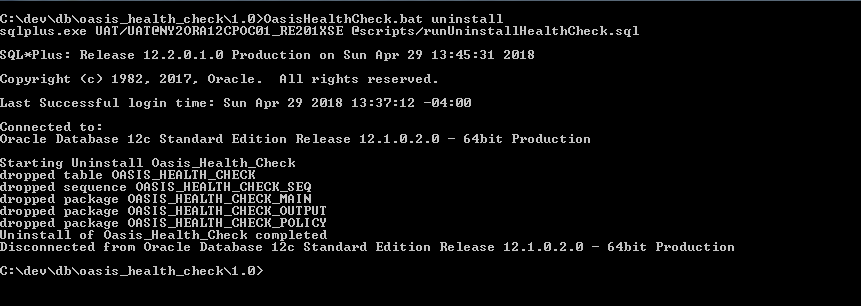 C:\dev\db\oasis_health_check\1.0>OasisHealthCheck.bat uninstall
sqlplus.exe UAT/UAT@NY2ORA12CPOC01_RE201XSE @scripts/runUninstallHealthCheck.sql
SQL*Plus: Release 12.2.0.1.0 Production on Sun Apr 29 13:45:31 2018
Copyright (c) 1982, 2017, Oracle.  All rights reserved.
Last Successful login time: Sun Apr 29 2018 13:37:12 -04:00
Connected to:
Oracle Database 12c Standard Edition Release 12.1.0.2.0 - 64bit Production
Starting Uninstall Oasis_Health_Check
dropped table OASIS_HEALTH_CHECK
dropped sequence OASIS_HEALTH_CHECK_SEQ
dropped package OASIS_HEALTH_CHECK_MAIN
dropped package OASIS_HEALTH_CHECK_OUTPUT
dropped package OASIS_HEALTH_CHECK_POLICY
Uninstall of Oasis_Health_Check completed
Disconnected from Oracle Database 12c Standard Edition Release 12.1.0.2.0 - 64bit Production
C:\dev\db\oasis_health_check\1.0>